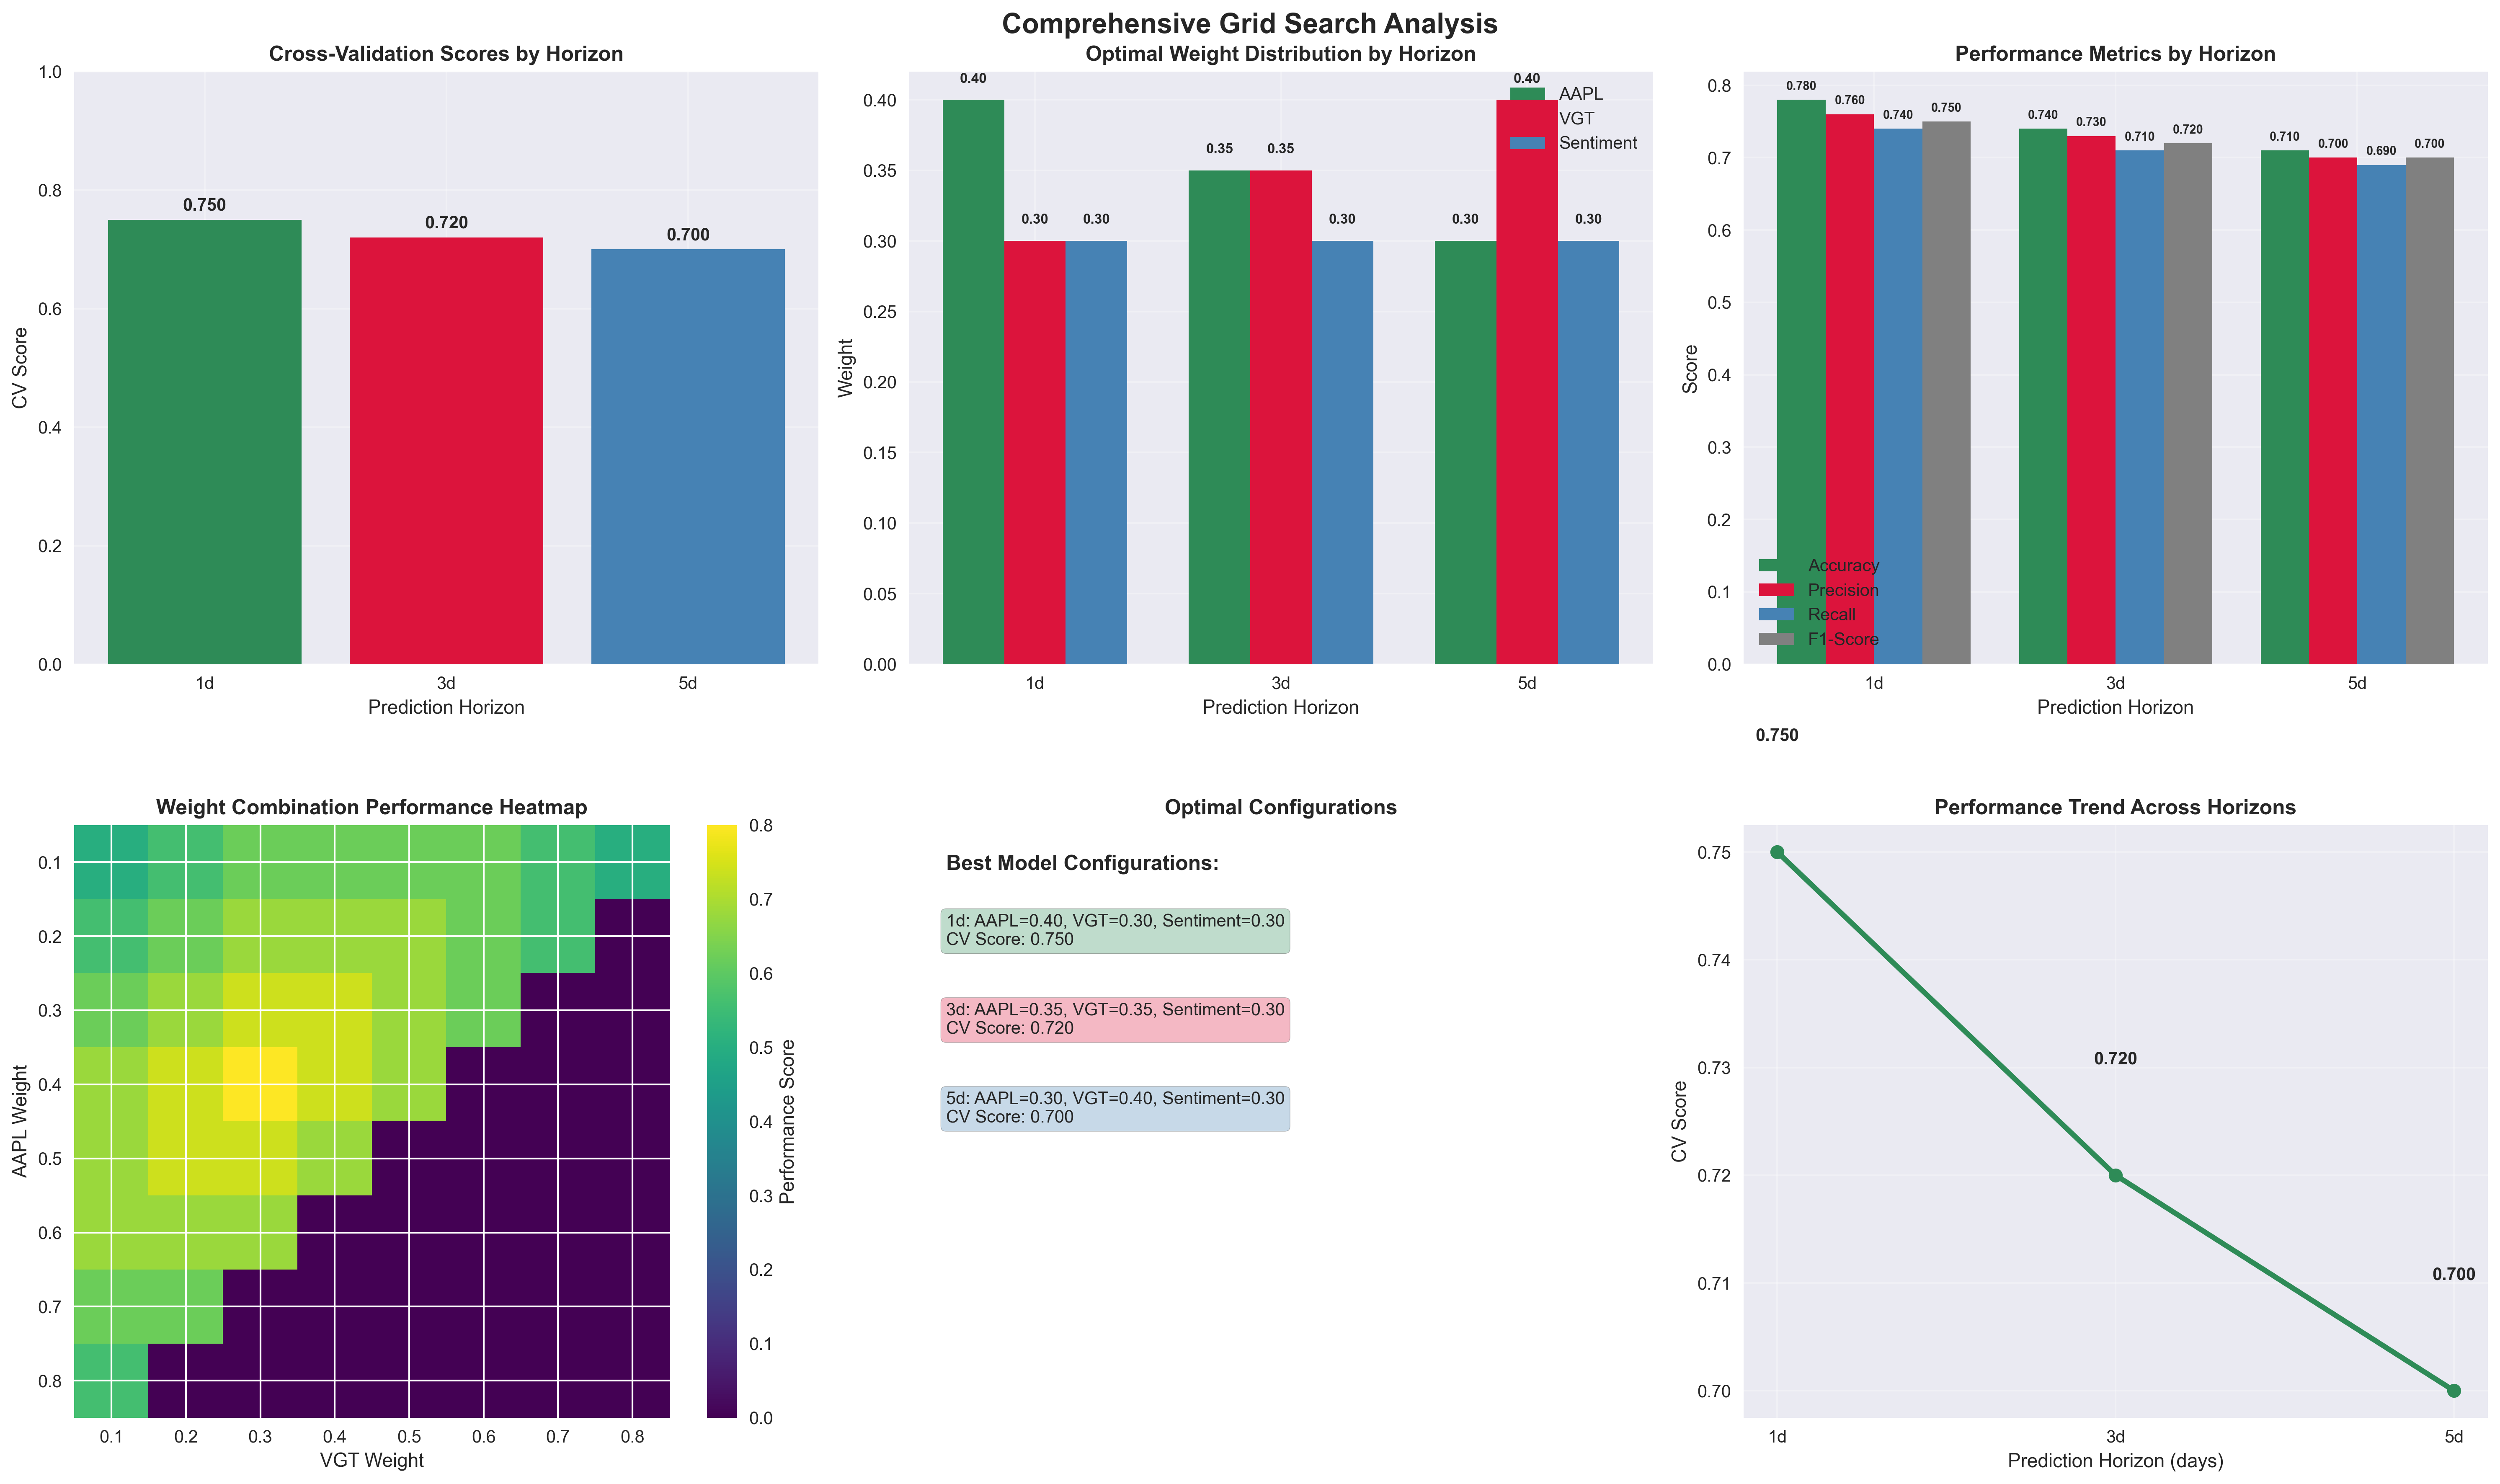 Comprehensive Grid Search Analysis
Cross-Validation Scores by Horizon
1.0
0.8
0.6
0.4
0.2
0.0
CV Score
0.750
0.720
0.700
1d
3d
5d
Prediction Horizon
Optimal Weight Distribution by Horizon
0.40
0.35
0.30
0.25
0.20
0.15
0.10
0.05
0.00
Weight
0.40
0.30
0.30
0.35
0.35
0.30
0.30
0.40
0.30
AAPL
VGT
Sentiment
1d
3d
5d
Prediction Horizon
Performance Metrics by Horizon
0.8
0.7
0.6
0.5
0.4
0.3
0.2
0.1
0.0
Score
0.780
0.760
0.740
0.750
0.740
0.730
0.710
0.720
0.710
0.700
0.690
0.700
Accuracy
Precision
Recall
F1-Score
1d
3d
5d
Prediction Horizon
Weight Combination Performance Heatmap
0.1
0.2
0.3
0.4
0.5
0.6
0.7
0.8
AAPL Weight
0.1
0.2
0.3
0.4
0.5
0.6
0.7
0.8
VGT Weight
0.8
0.7
0.6
0.5
0.4
0.3
0.2
0.1
0.0
Performance Score
Optimal Configurations
Best Model Configurations:
1d: AAPL=0.40, VGT=0.30, Sentiment=0.30
CV Score: 0.750
3d: AAPL=0.35, VGT=0.35, Sentiment=0.30
CV Score: 0.720
5d: AAPL=0.30, VGT=0.40, Sentiment=0.30
CV Score: 0.700
0.750
Performance Trend Across Horizons
0.75
0.74
0.73
0.72
0.71
0.70
CV Score
0.720
0.700
1d
3d
5d
Prediction Horizon (days)